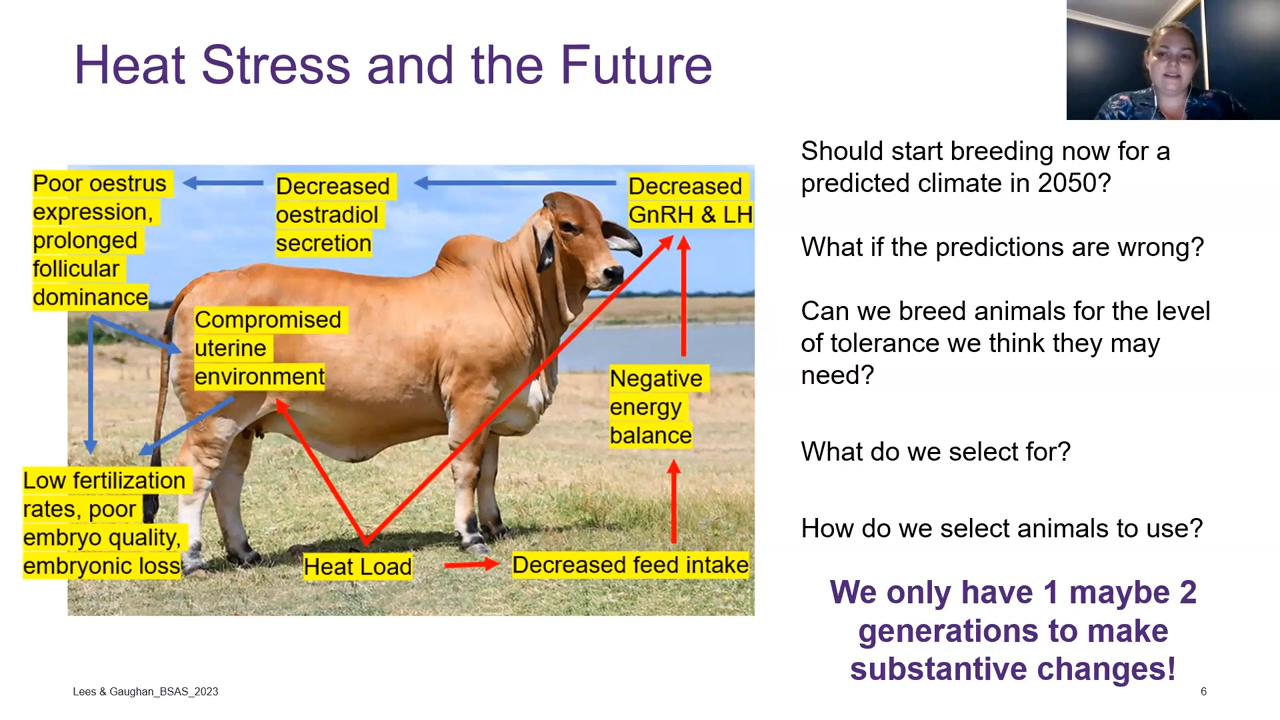 Heat Stress and the Future
Poor oestrus
expression,
prolonged
follicular
dominance
Decreased
oestradiol
secretion
Decreased
GnRH & LH
Compromised
uterine
environment
Negative
energy
balance
Low fertilization
rates, poor
embryo quality,
embryonic loss
Heat Load
Decreased feed intake
Should start breeding now for a
predicted climate in 2050?
What if the predictions are wrong?
Can we breed animals for the level
of tolerance we think they may
need?
What do we select for?
How do we select animals to use?
We only have 1 maybe 2
generations to make
substantive changes!
Lees & Gaughan_BSAS_2023
6